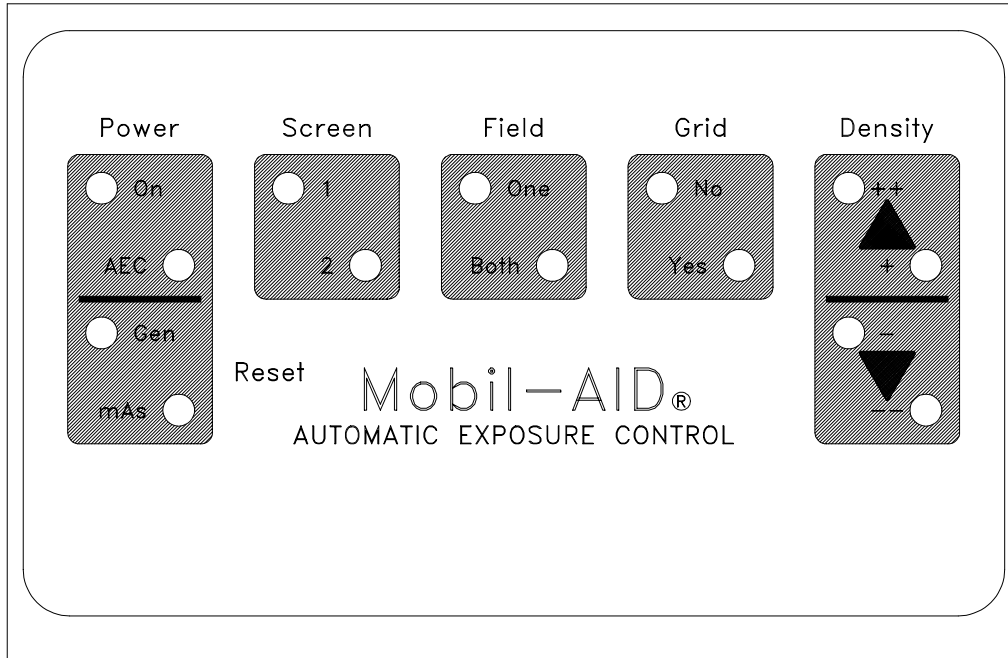 Power Screen Field Grid Density
On 1 One No ++
AEC 2 Both Yes +
Gen -
Reset
Mobil-AID®
mAs --
AUTOMATIC EXPOSURE CONTROL